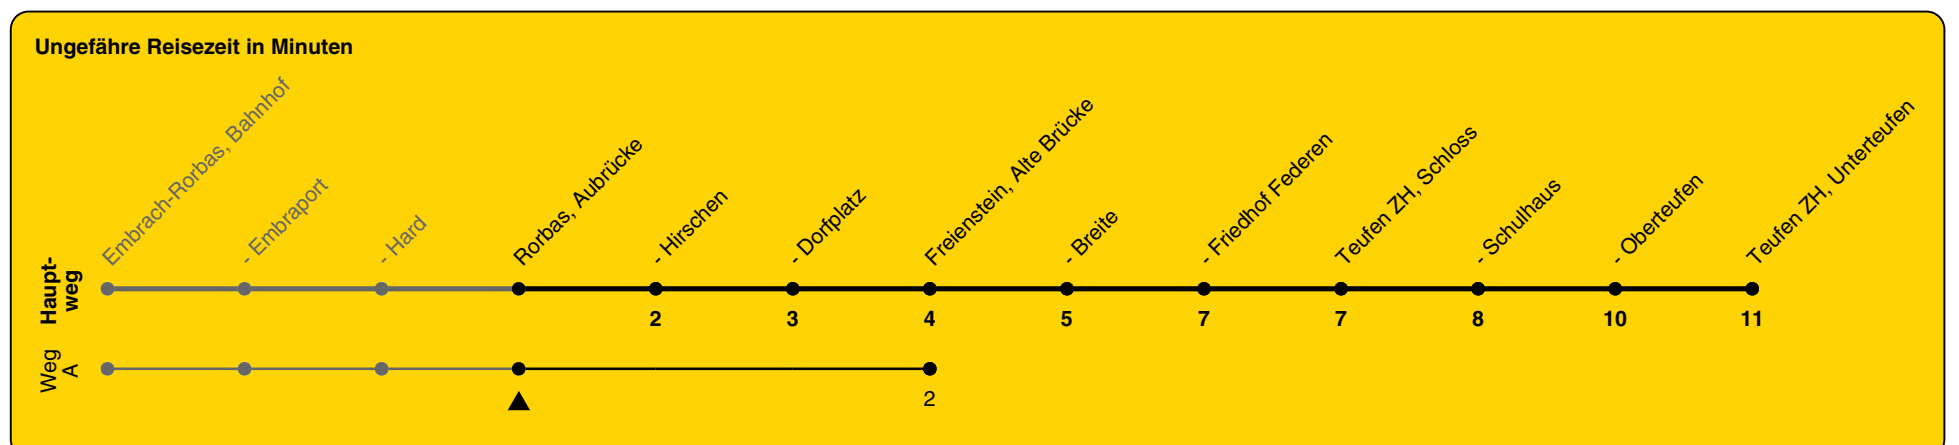 Ungefähre Reisezeit in Minuten
Embrach-Rorbas, Bahnhof
- Embraport
- Hard
Rorbas, Aubrücke
- Hirschen
- Dorfplatz
Freienstein, Alte Brücke
- Breite
- Friedhof Federen
Teufen ZH, Schloss
- Schulhaus
- Oberteufen
Teufen ZH, Unterteufen
Haupt-
weg
2 3 4 5 7 7 8 10 11
Weg
A
2